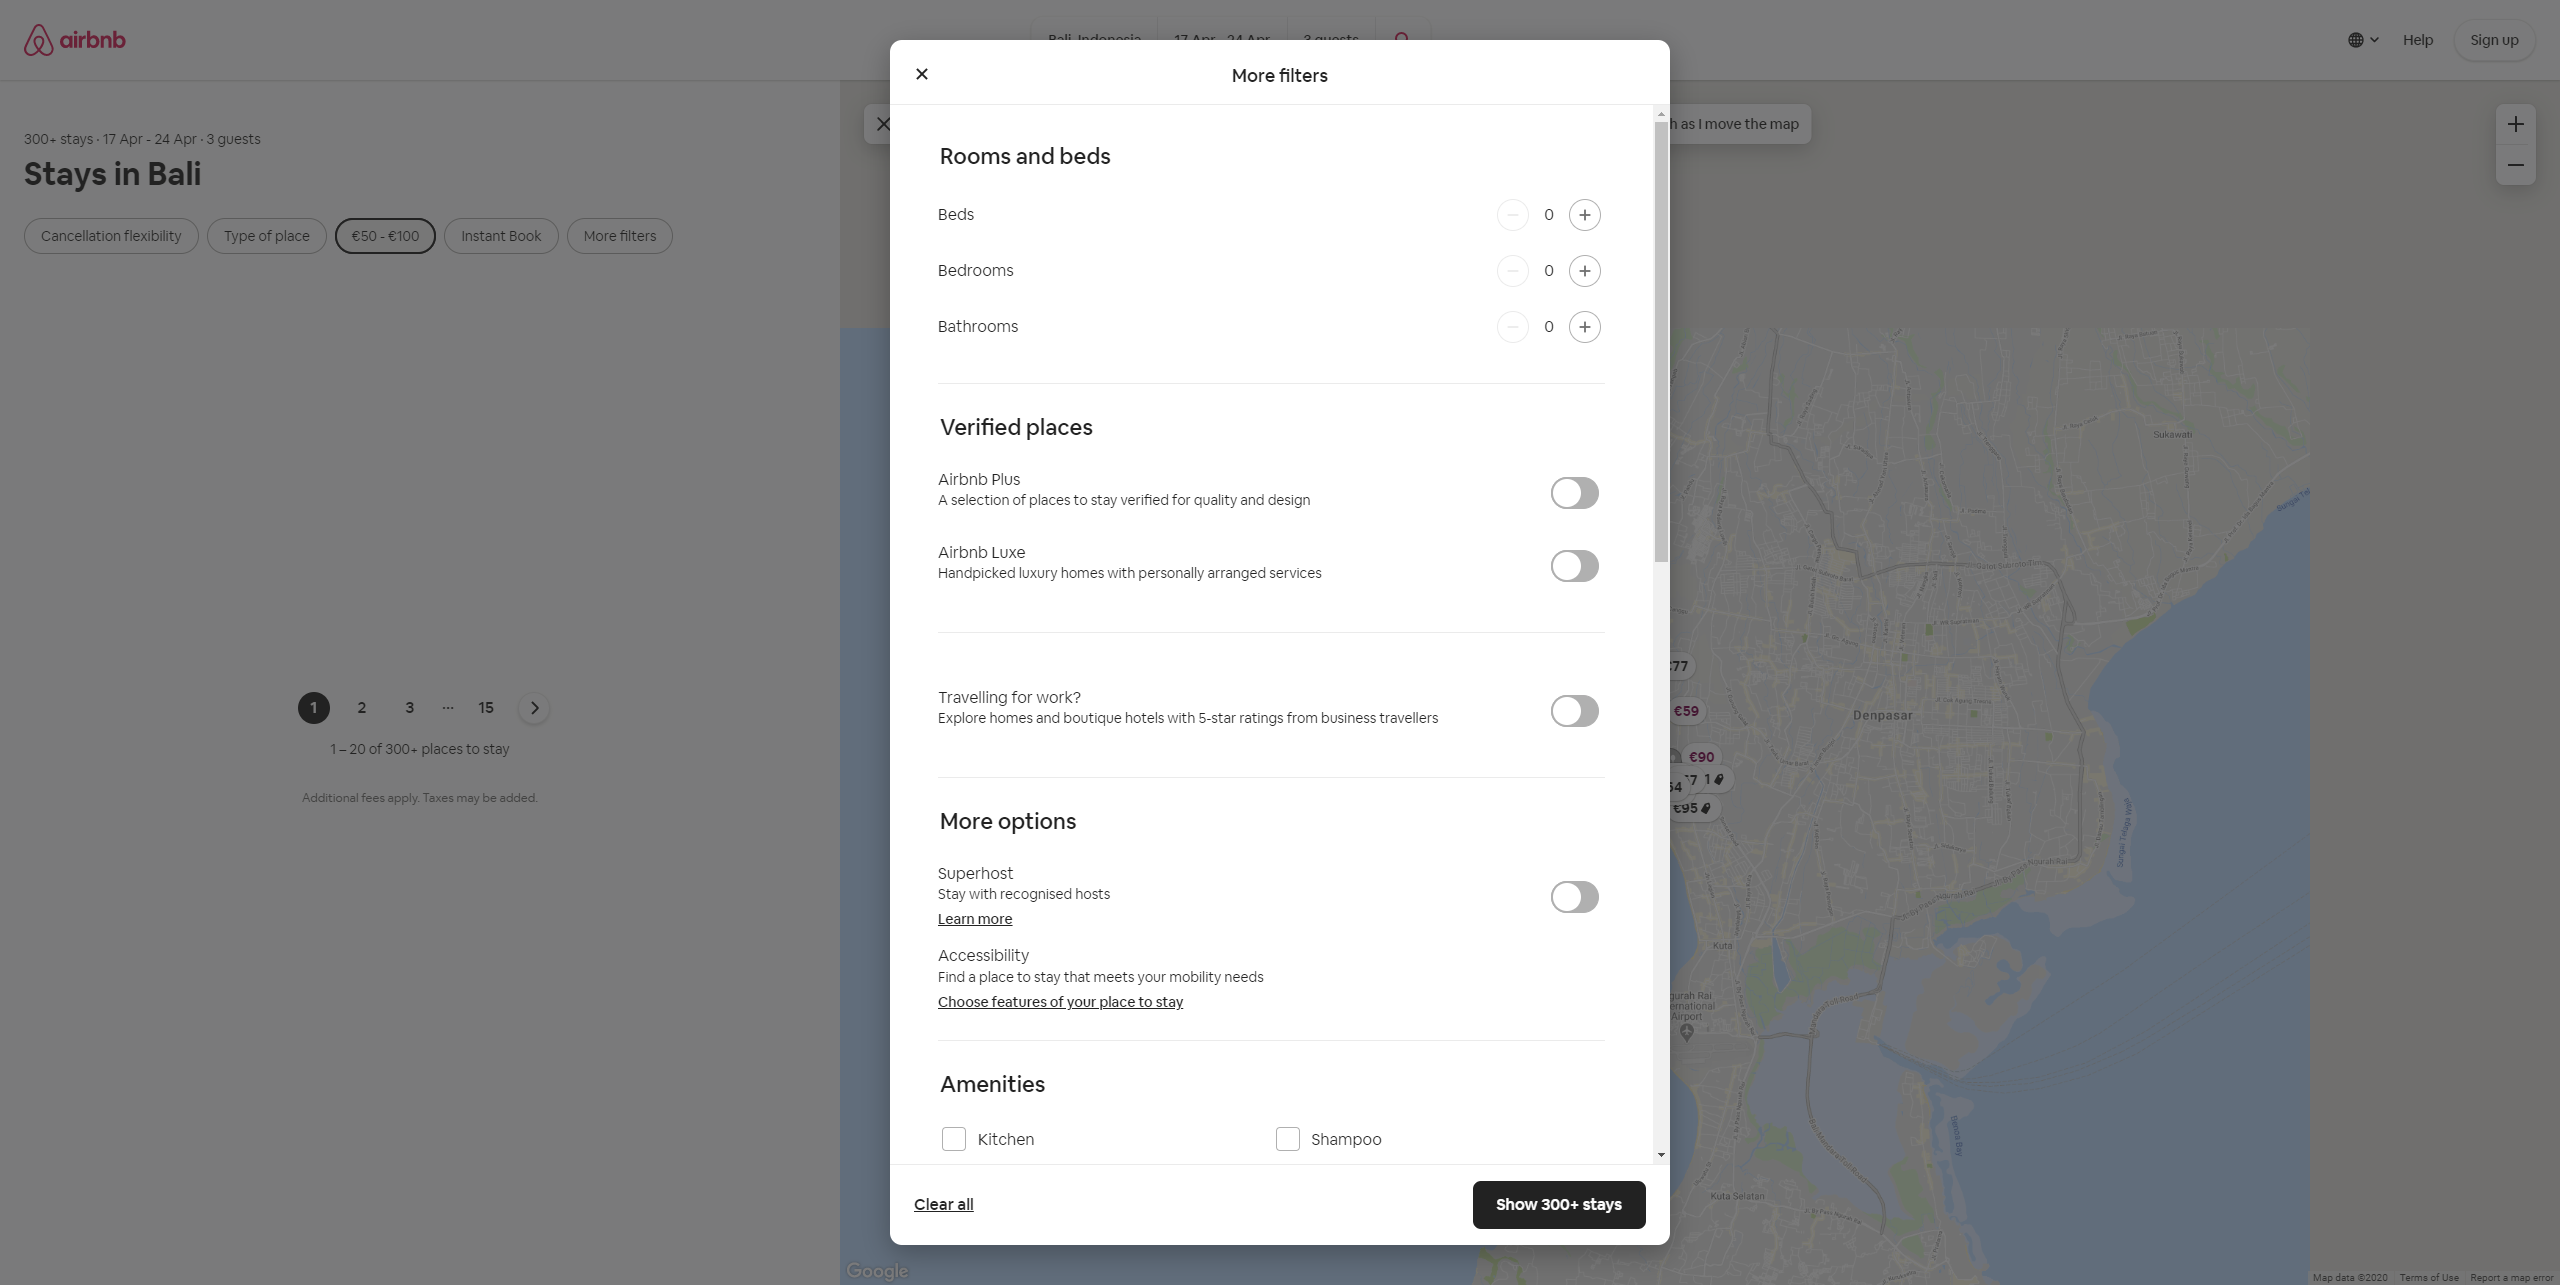 airbnb
Bali, Indonesia
17 Apr - 24 Apr
3 guests
Help
Sign up
300+ stays · 17 Apr - 24 Apr · 3 guests
Stays in Bali
Cancellation flexibility
Type of place
€50 - €100
Instant Book
More filters
1 2 3 ... 15
1 – 20 of 300+ places to stay
Additional fees apply. Taxes may be added.
More filters
Rooms and beds
Beds
0
Bedrooms
0
Bathrooms
0
Verified places
Airbnb Plus
A selection of places to stay verified for quality and design
Airbnb Luxe
Handpicked luxury homes with personally arranged services
Travelling for work?
Explore homes and boutique hotels with 5-star ratings from business travellers
More options
Superhost
Stay with recognised hosts
Learn more
Accessibility
Find a place to stay that meets your mobility needs
Choose features of your place to stay
Amenities
Kitchen
Shampoo
Clear all
Show 300+ stays
as I move the map
Sukawati
€59
Denpasar
€90
€95
Kuta
International
Airport
Kuta Selatan
Google
Map data ©2020
Terms of Use
Report a map error